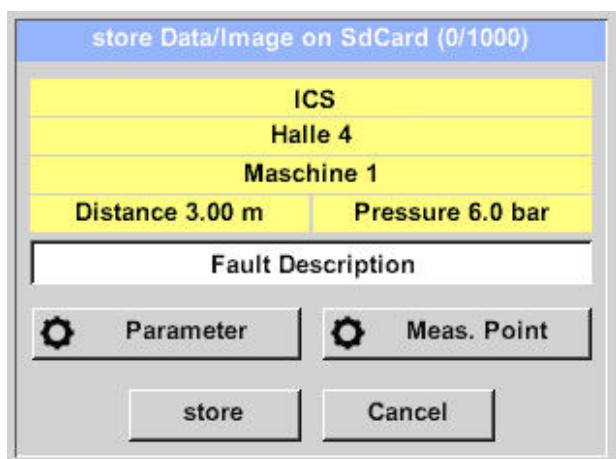 store Data/Image on SdCard (0/1000)
ICS
Halle 4
Maschine 1
Distance 3.00 m Pressure 6.0 bar
Fault Description
Parameter Meas. Point
store Cancel